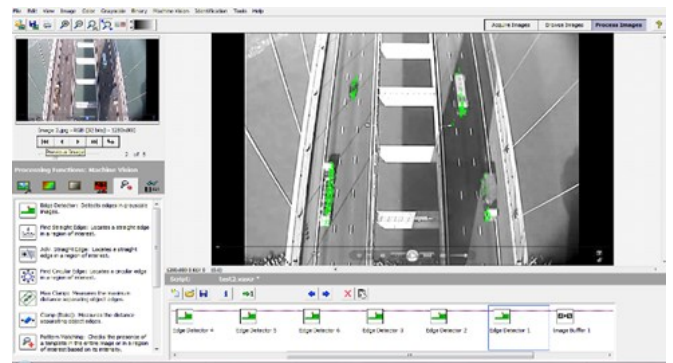 File Edit View Image Color Grayscale Binary Machine Vision Identification Tools Help
Acquire Images Browse Images Process Images
Image 2.jpg - RGB (32 bits) - 1280x800
Previous Image
2 of 5
Processing Functions: Machine Vision
Edge Detector: Detects edges in grayscale
images.
Find Straight Edge: Locates a straight
edge in a region of interest.
Adv. Straight Edge: Locates a straight
edge in a region of interest.
Find Circular Edge: Locates a circular edge
in a region of interest.
Max Clamp: Measures the maximum
distance separating object edges.
Clamp (Rake): Measures the distance
separating object edges.
Pattern Matching: Checks the presence of
a template in the entire image or in a region
of interest based on its intensity.
Script:
Edge Detector 4 Edge Detector 5 Edge Detector 6 Edge Detector 3 Edge Detector 2 Edge Detector 1 Image Buffer 1